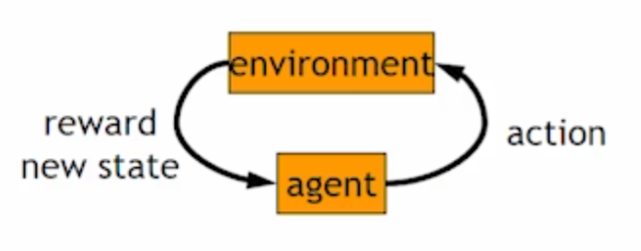 environment
reward
new state
action
agent